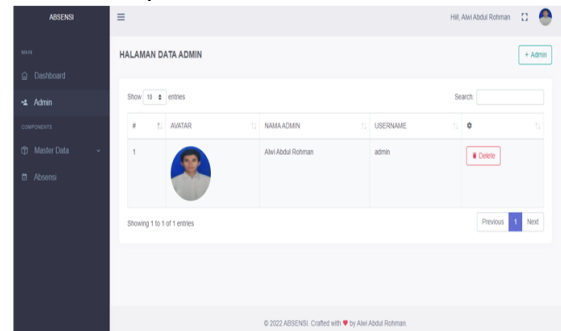 ABSENSI
Hi!!, Alwi Abdul Rohman
MAIN
Dashboard
Admin
COMPONENTS
Master Data
Absensi
HALAMAN DATA ADMIN
+ Admin
Show 10 entries
Search:
# AVATAR NAMA ADMIN USERNAME
1 Alwi Abdul Rohman admin Delete
Showing 1 to 1 of 1 entries
Previous 1 Next
© 2022 ABSENSI. Crafted with ♥ by Alwi Abdul Rohman.